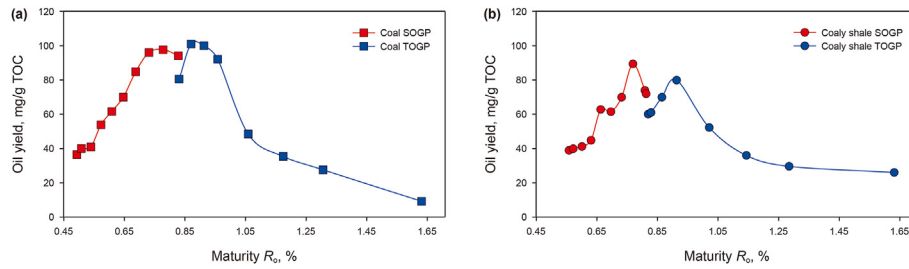 (a)
120
100
80
60
40
20
0
Oil yield, mg/g TOC
Coal SOGP
Coal TOGP
0.45 0.65 0.85 1.05 1.25 1.45 1.65
Maturity Ro, %
(b)
120
100
80
60
40
20
0
Oil yield, mg/g TOC
Coaly shale SOGP
Coaly shale TOGP
0.45 0.65 0.85 1.05 1.25 1.45 1.65
Maturity Ro, %